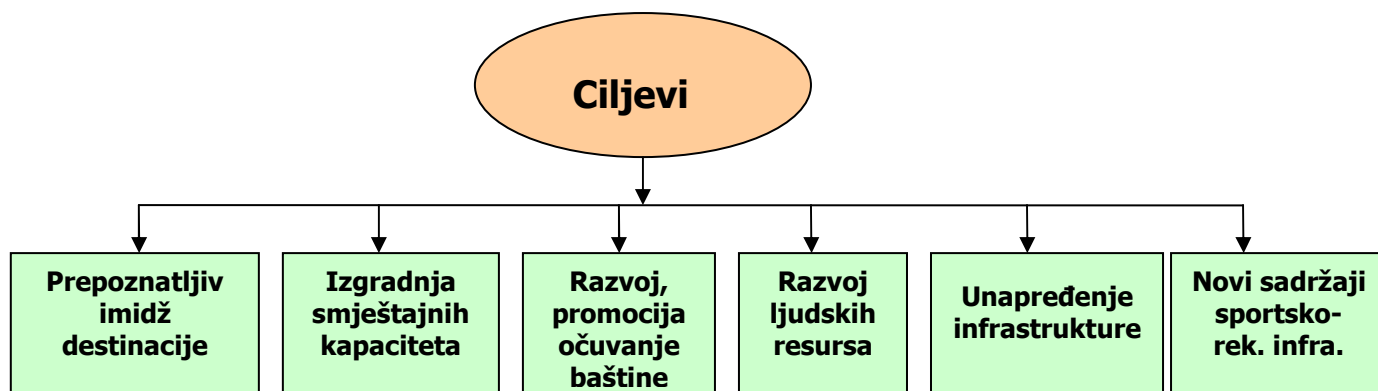 Ciljevi
Prepoznatljiv
imidž
destinacije
Izgradnja
smještajnih
kapaciteta
Razvoj,
promocija
očuvanje
baštine
Razvoj
ljudskih
resursa
Unapređenje
infrastrukture
Novi sadržaji
sportsko-
rek. infra.